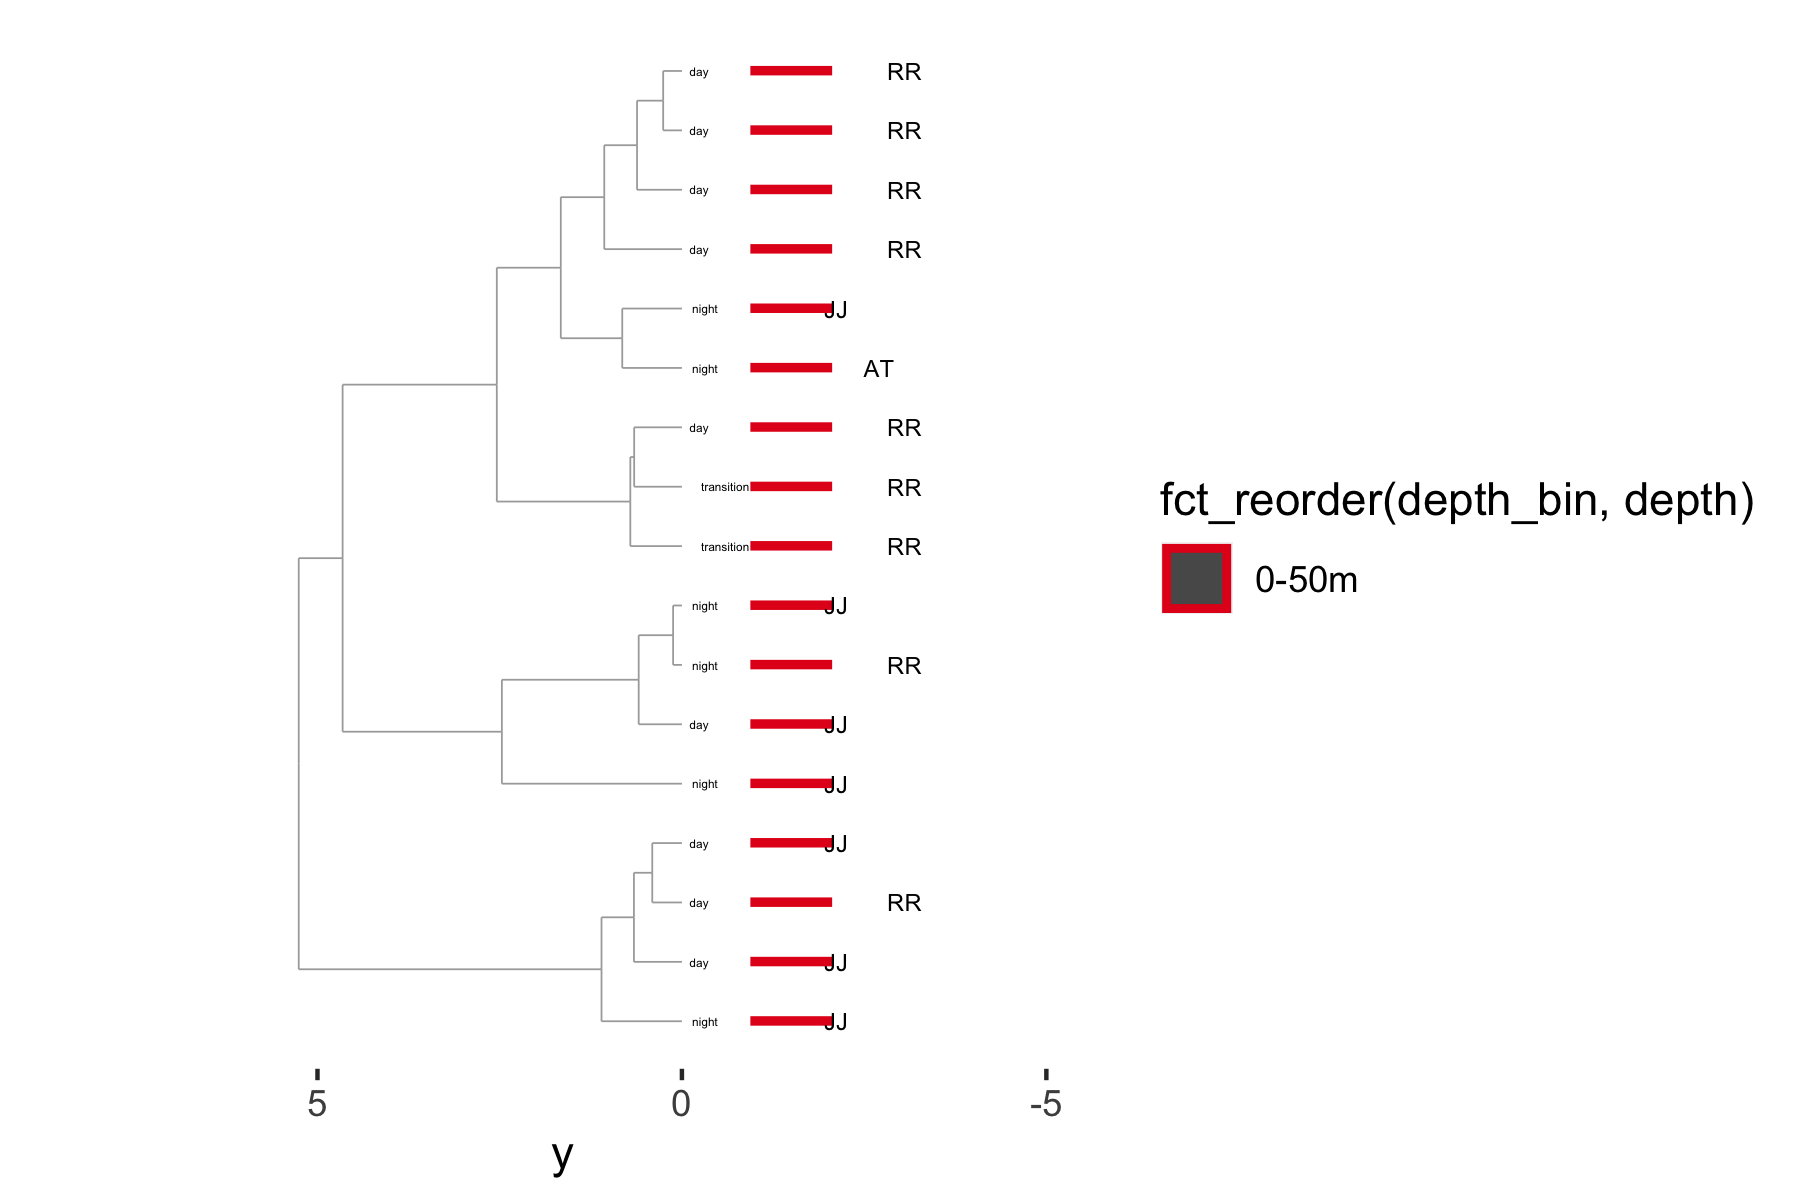 day RR
day RR
day RR
day RR
night JJ
night AT
day RR
transition RR
transition RR
night JJ
night RR
day JJ
night JJ
day JJ
day RR
day JJ
night JJ
fct_reorder(depth_bin, depth)
0-50m
5 0 -5
y